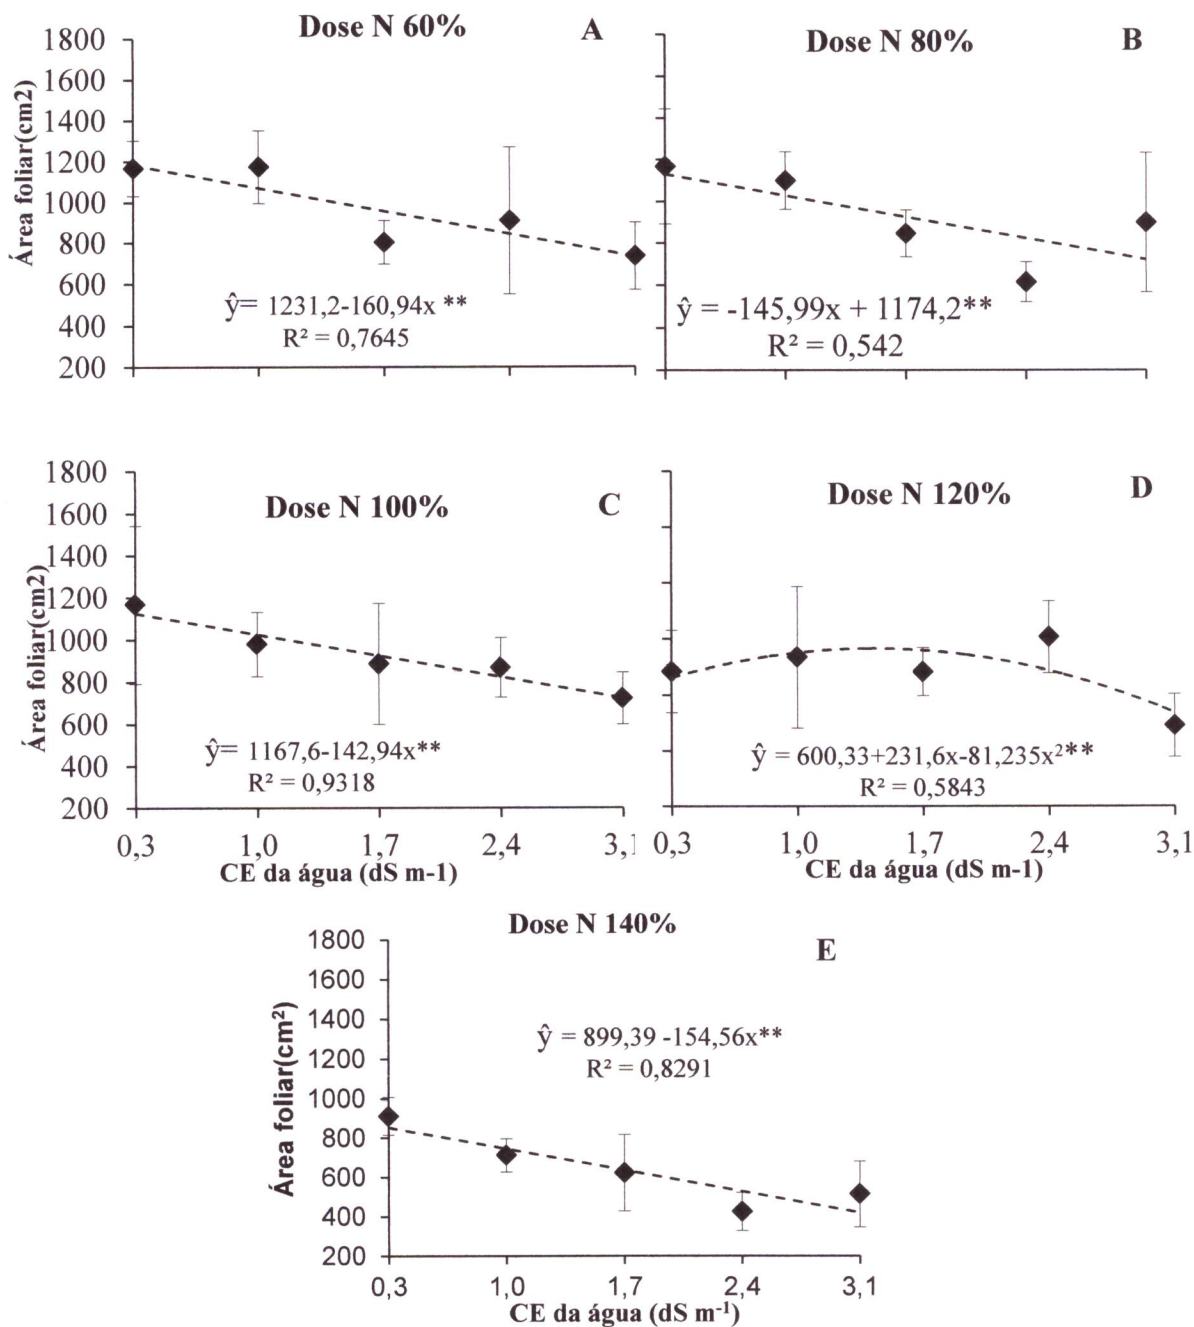 Dose N 60%
A
Área foliar(cm2)
1800
1600
1400
1200
1000
800
600
400
200
ŷ= 1231,2-160,94x **
R² = 0,7645
Dose N 80%
B
ŷ = -145,99x + 1174,2**
R² = 0,542
Dose N 100%
C
Área foliar(cm2)
1800
1600
1400
1200
1000
800
600
400
200
ŷ= 1167,6-142,94x**
R² = 0,9318
0,3 1,0 1,7 2,4 3,1
CE da água (dS m-1)
Dose N 120%
D
ŷ = 600,33+231,6x-81,235x²**
R² = 0,5843
0,3 1,0 1,7 2,4 3,1
CE da água (dS m-1)
Dose N 140%
E
Área foliar(cm²)
1800
1600
1400
1200
1000
800
600
400
200
ŷ = 899,39 -154,56x**
R² = 0,8291
0,3 1,0 1,7 2,4 3,1
CE da água (dS m⁻¹)